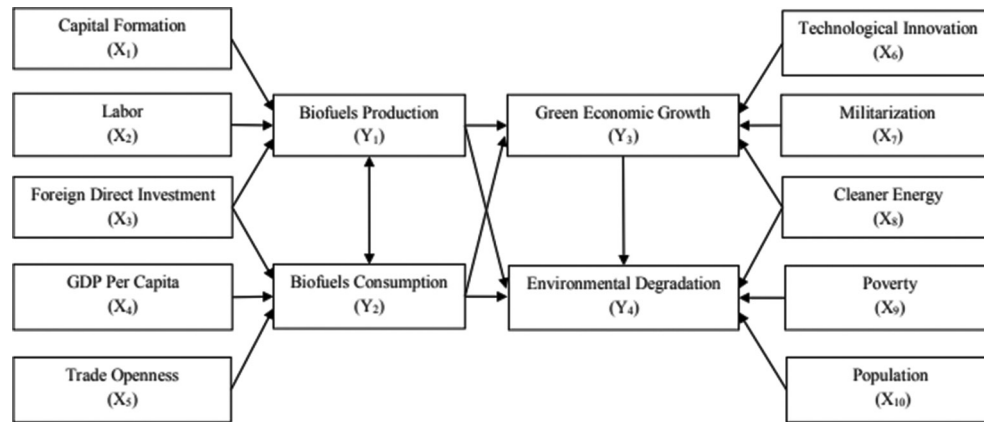 Capital Formation
(X₁)
Labor
(X₂)
Foreign Direct Investment
(X₃)
GDP Per Capita
(X₄)
Trade Openness
(X₅)
Biofuels Production
(Y₁)
Biofuels Consumption
(Y₂)
Green Economic Growth
(Y₃)
Environmental Degradation
(Y₄)
Technological Innovation
(X₆)
Militarization
(X₇)
Cleaner Energy
(X₈)
Poverty
(X₉)
Population
(X₁₀)